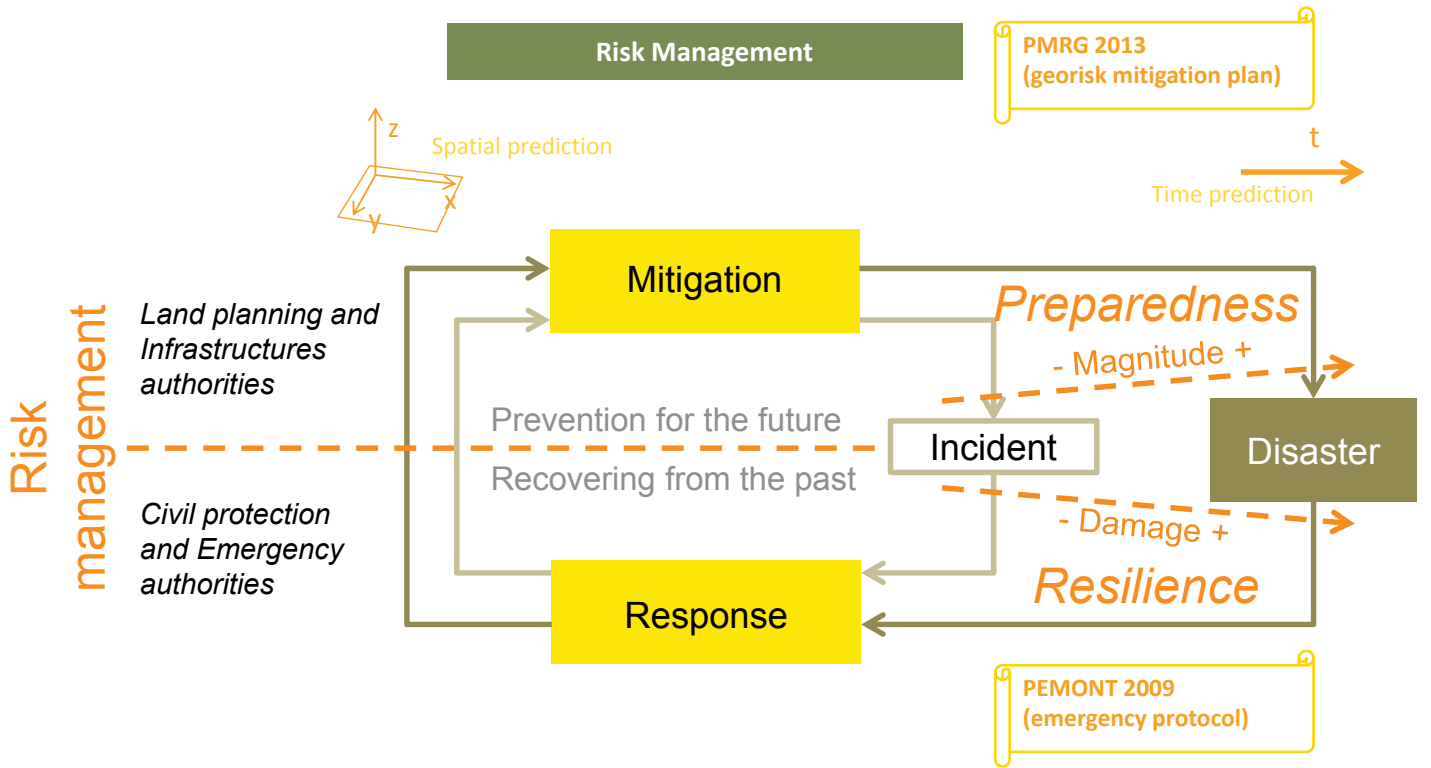 Risk Management
PMRG 2013
(georisk mitigation plan)
z
x
y
Spatial prediction
t
Time prediction
Risk
management
Land planning and
Infrastructures
authorities
Mitigation
Preparedness
- Magnitude +
Prevention for the future
Incident
Disaster
Recovering from the past
Civil protection
and Emergency
authorities
- Damage +
Resilience
Response
PEMONT 2009
(emergency protocol)